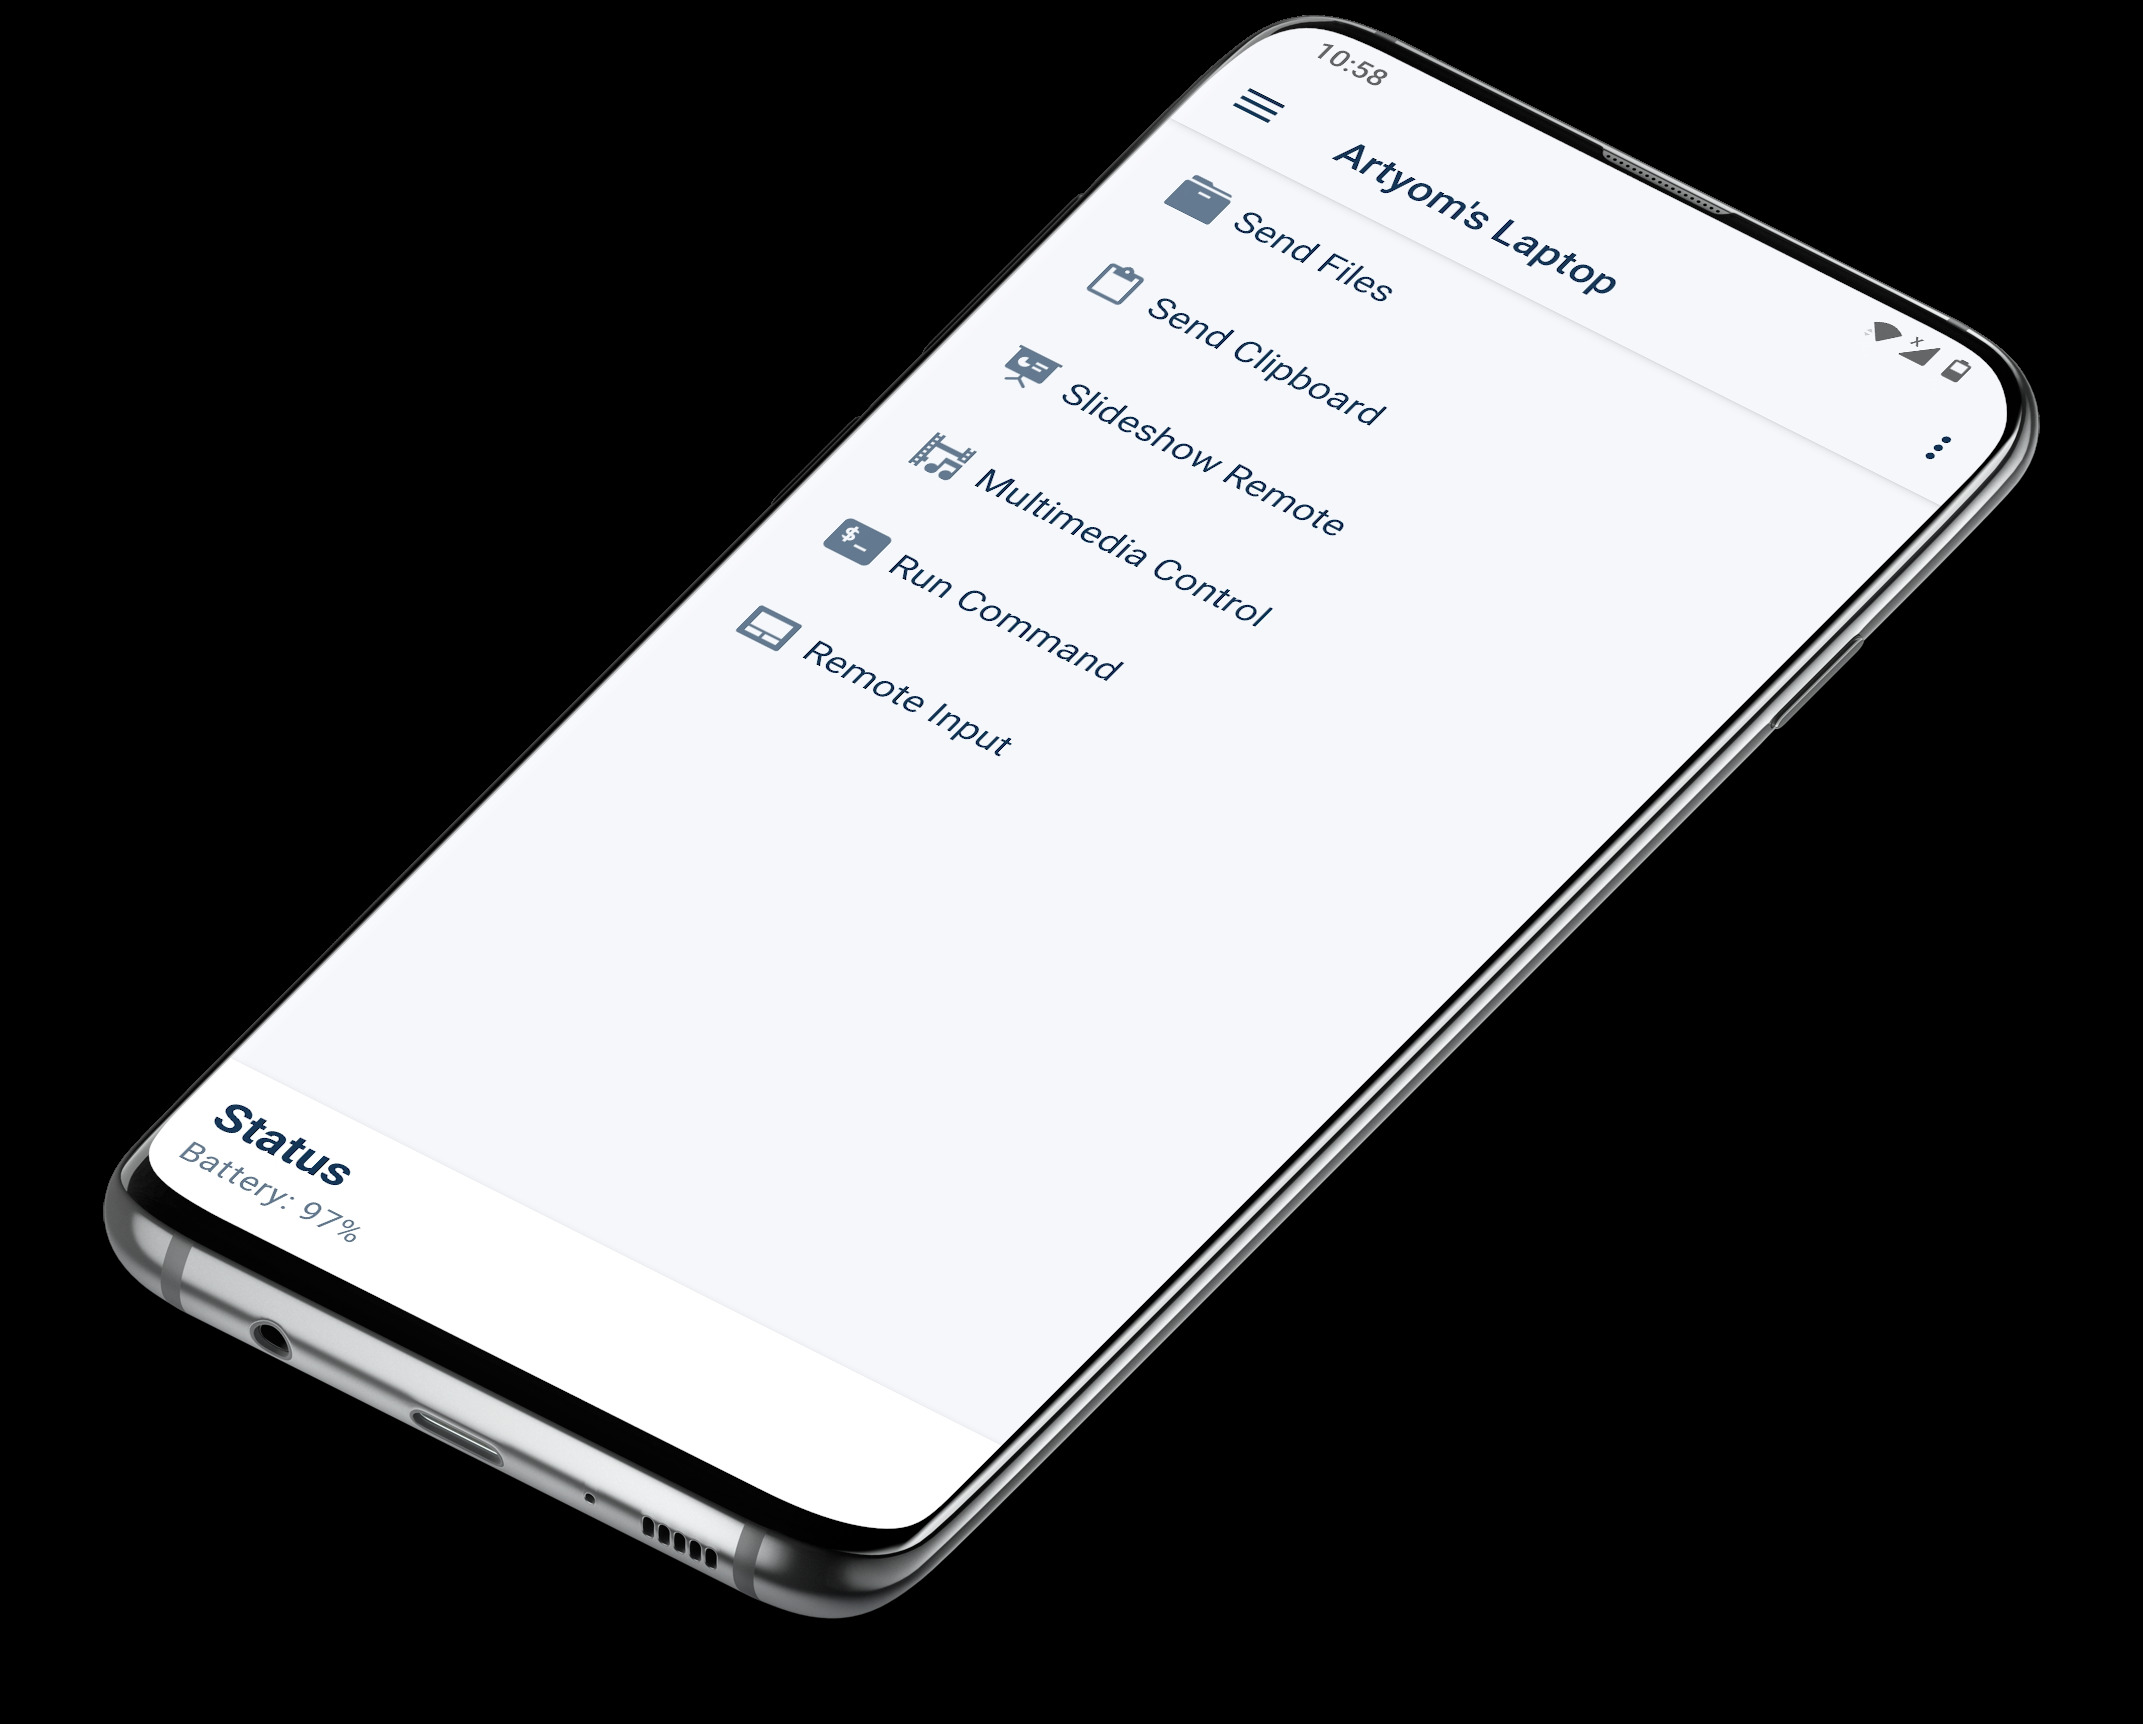 10:58
Artyom's Laptop
Send Files
Send Clipboard
Slideshow Remote
Multimedia Control
Run Command
Remote Input
Status
Battery: 97%